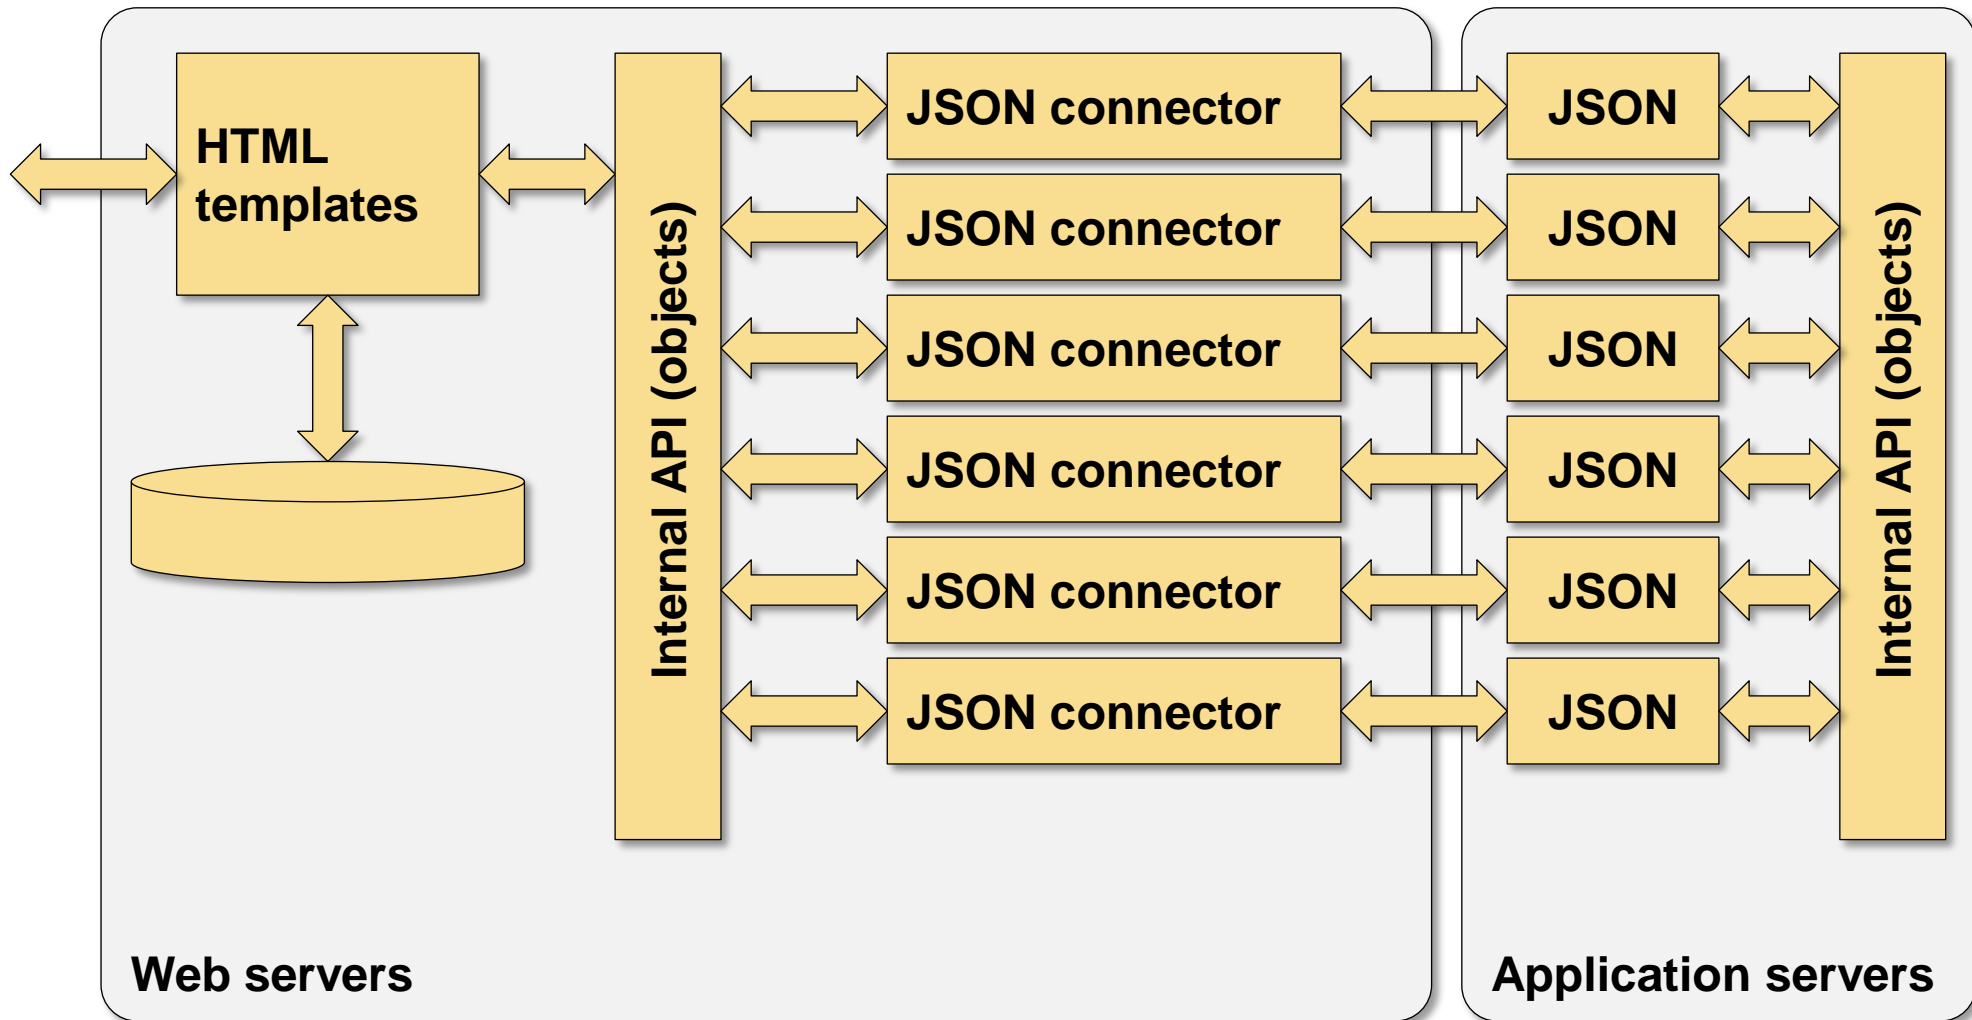 HTML
templates
Internal API (objects)
JSON connector
JSON
JSON connector
JSON
JSON connector
JSON
JSON connector
JSON
JSON connector
JSON
JSON connector
JSON
Internal API (objects)
Web servers
Application servers